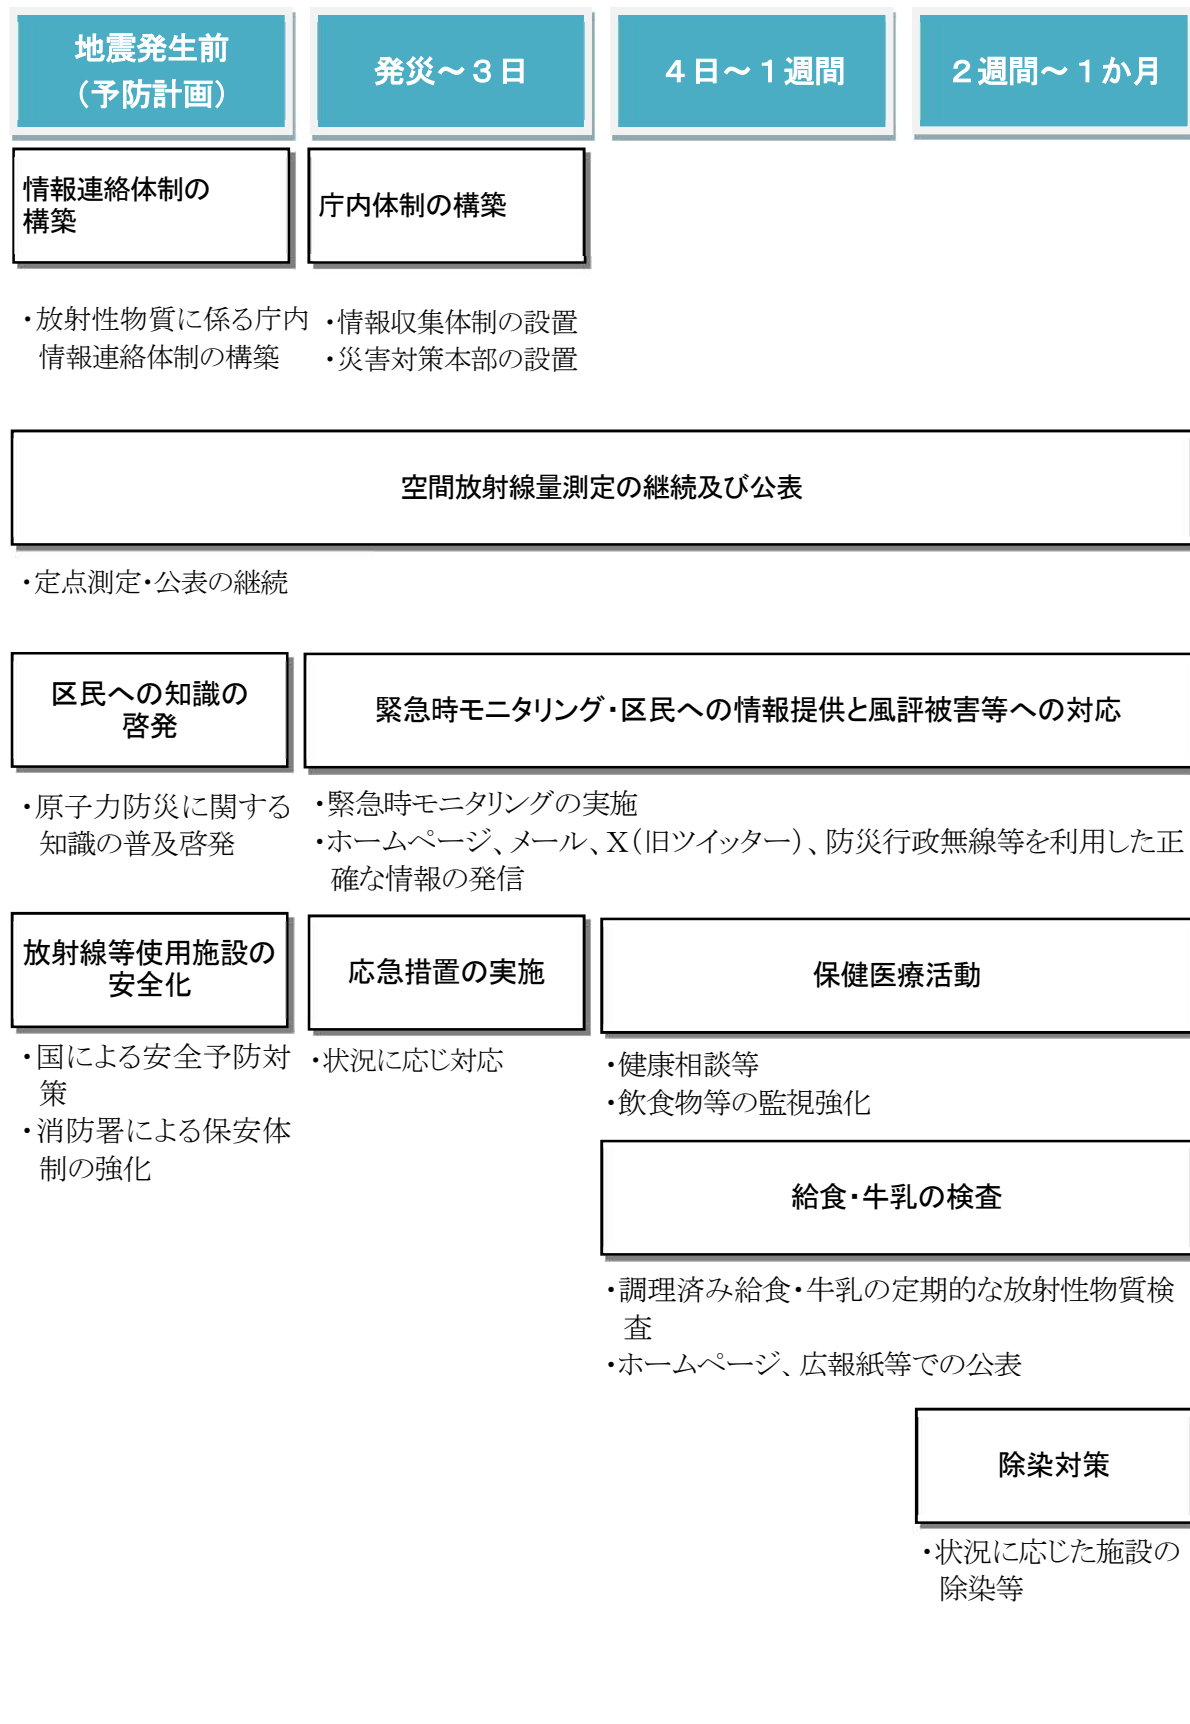 地震発生前
（予防計画）
発災～３日
４日～１週間
２週間～１か月
情報連絡体制の
構築
庁内体制の構築
・放射性物質に係る庁内
情報連絡体制の構築
・情報収集体制の設置
・災害対策本部の設置
空間放射線量測定の継続及び公表
・定点測定・公表の継続
区民への知識の
啓発
緊急時モニタリング・区民への情報提供と風評被害等への対応
・原子力防災に関する
知識の普及啓発
・緊急時モニタリングの実施
・ホームページ、メール、X（旧ツイッター）、防災行政無線等を利用した正
確な情報の発信
放射線等使用施設の
安全化
応急措置の実施
保健医療活動
・国による安全予防対
策
・消防署による保安体
制の強化
・状況に応じ対応
・健康相談等
・飲食物等の監視強化
給食・牛乳の検査
・調理済み給食・牛乳の定期的な放射性物質検
査
・ホームページ、広報紙等での公表
除染対策
・状況に応じた施設の
除染等